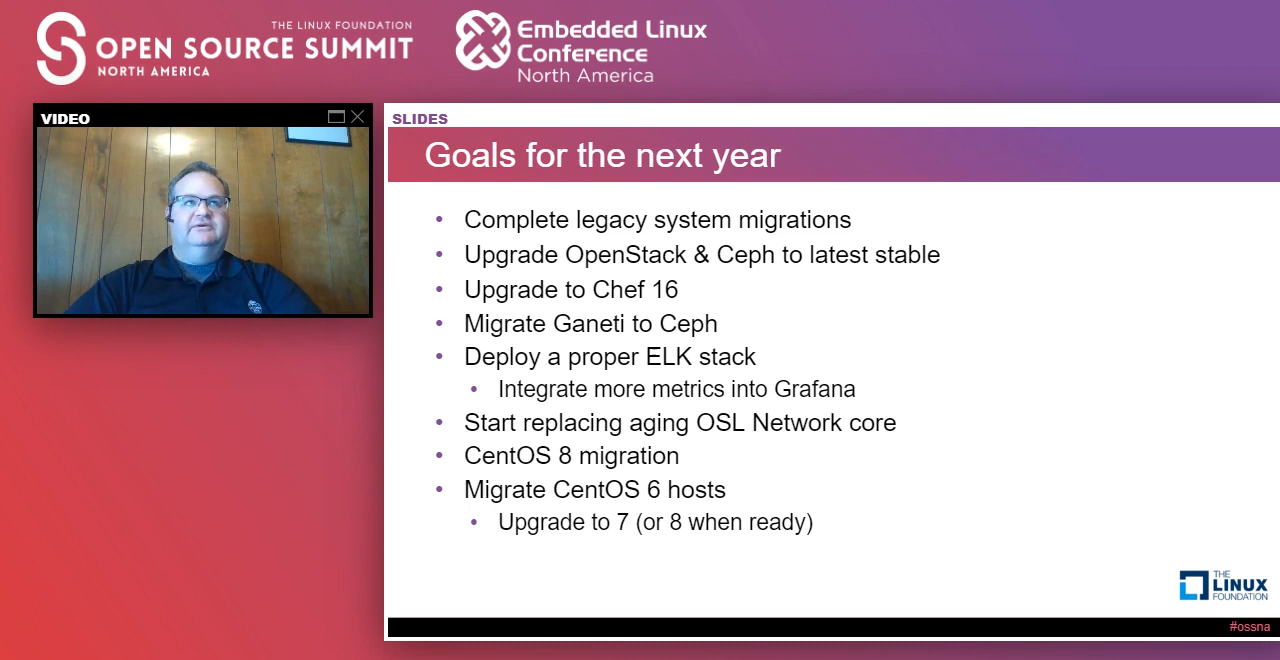 THE LINUX FOUNDATION
OPEN SOURCE SUMMIT
NORTH AMERICA
Embedded Linux
Conference
North America
VIDEO
SLIDES
Goals for the next year
• Complete legacy system migrations
• Upgrade OpenStack & Ceph to latest stable
• Upgrade to Chef 16
• Migrate Ganeti to Ceph
• Deploy a proper ELK stack
• Integrate more metrics into Grafana
• Start replacing aging OSL Network core
• CentOS 8 migration
• Migrate CentOS 6 hosts
• Upgrade to 7 (or 8 when ready)
THE
LINUX
FOUNDATION
#ossna